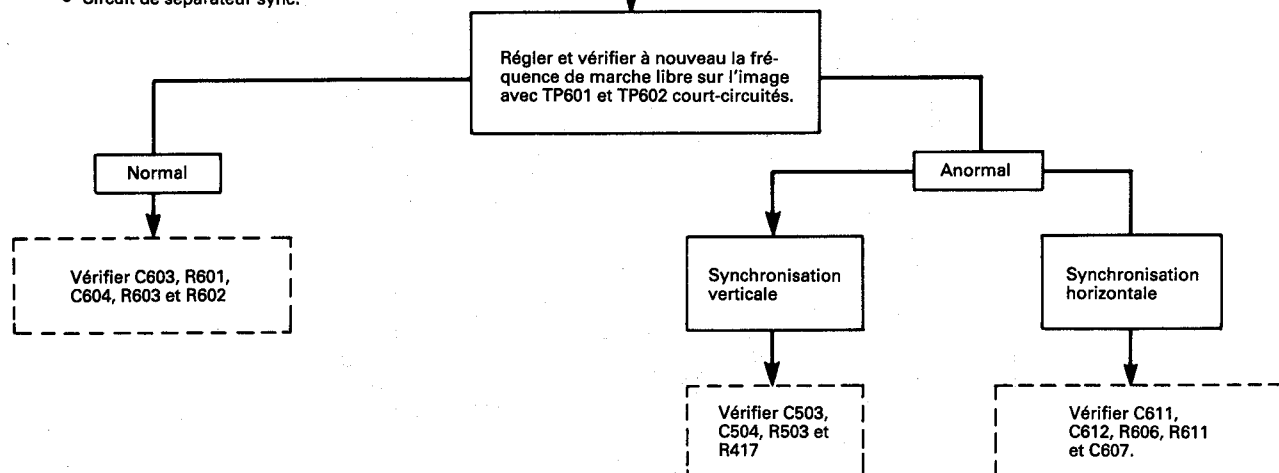 Circuit de séparateur sync.
Régler et vérifier à nouveau la fré-
quence de marche libre sur l'image
avec TP601 et TP602 court-circuités.
Normal
Anormal
Vérifier C603, R601,
C604, R603 et R602
Synchronisation
verticale
Synchronisation
horizontale
Vérifier C503,
C504, R503 et
R417
Vérifier C611,
C612, R606, R611
et C607.